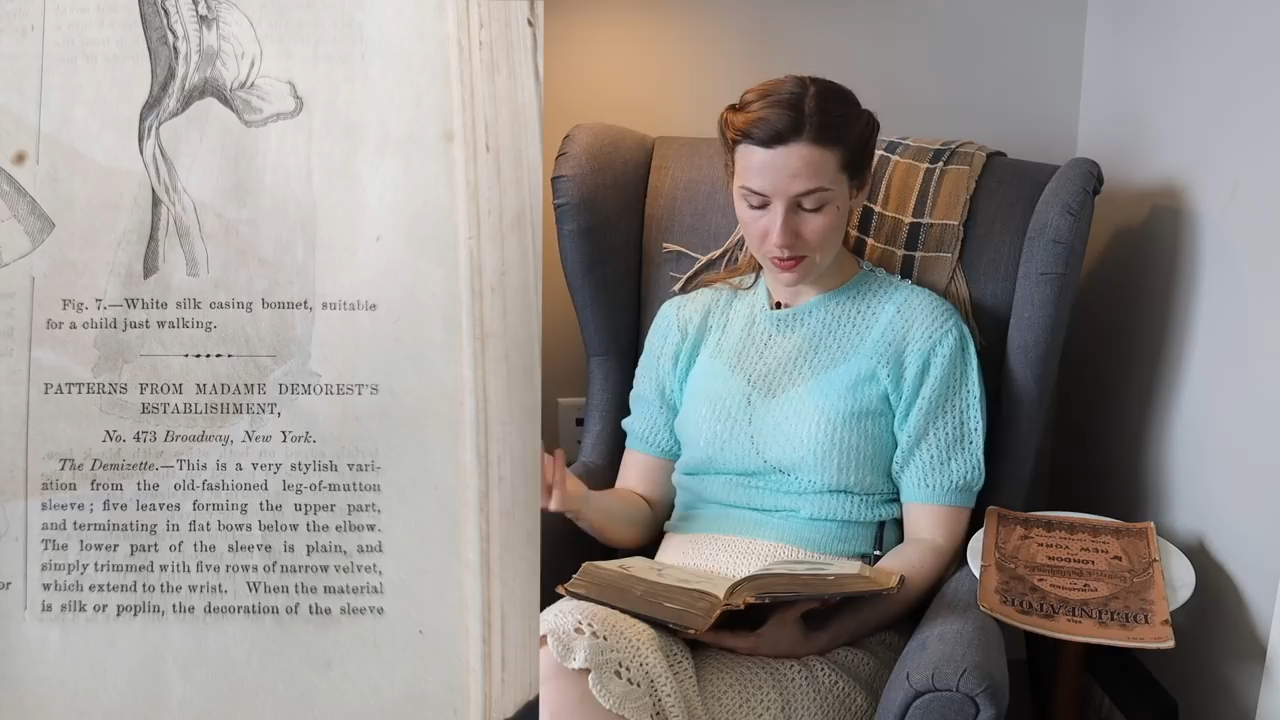 Fig. 7.—White silk casing bonnet, suitable
for a child just walking.
PATTERNS FROM MADAME DEMOREST'S
ESTABLISHMENT,
No. 473 Broadway, New York.
The Demizette.—This is a very stylish vari-
ation from the old-fashioned leg-of-mutton
sleeve; five leaves forming the upper part,
and terminating in flat bows below the elbow.
The lower part of the sleeve is plain, and
simply trimmed with five rows of narrow velvet,
which extend to the wrist. When the material
is silk or poplin, the decoration of the sleeve
or
The
DELINEATOR
PUBLISHED
LONDON
NEW YORK